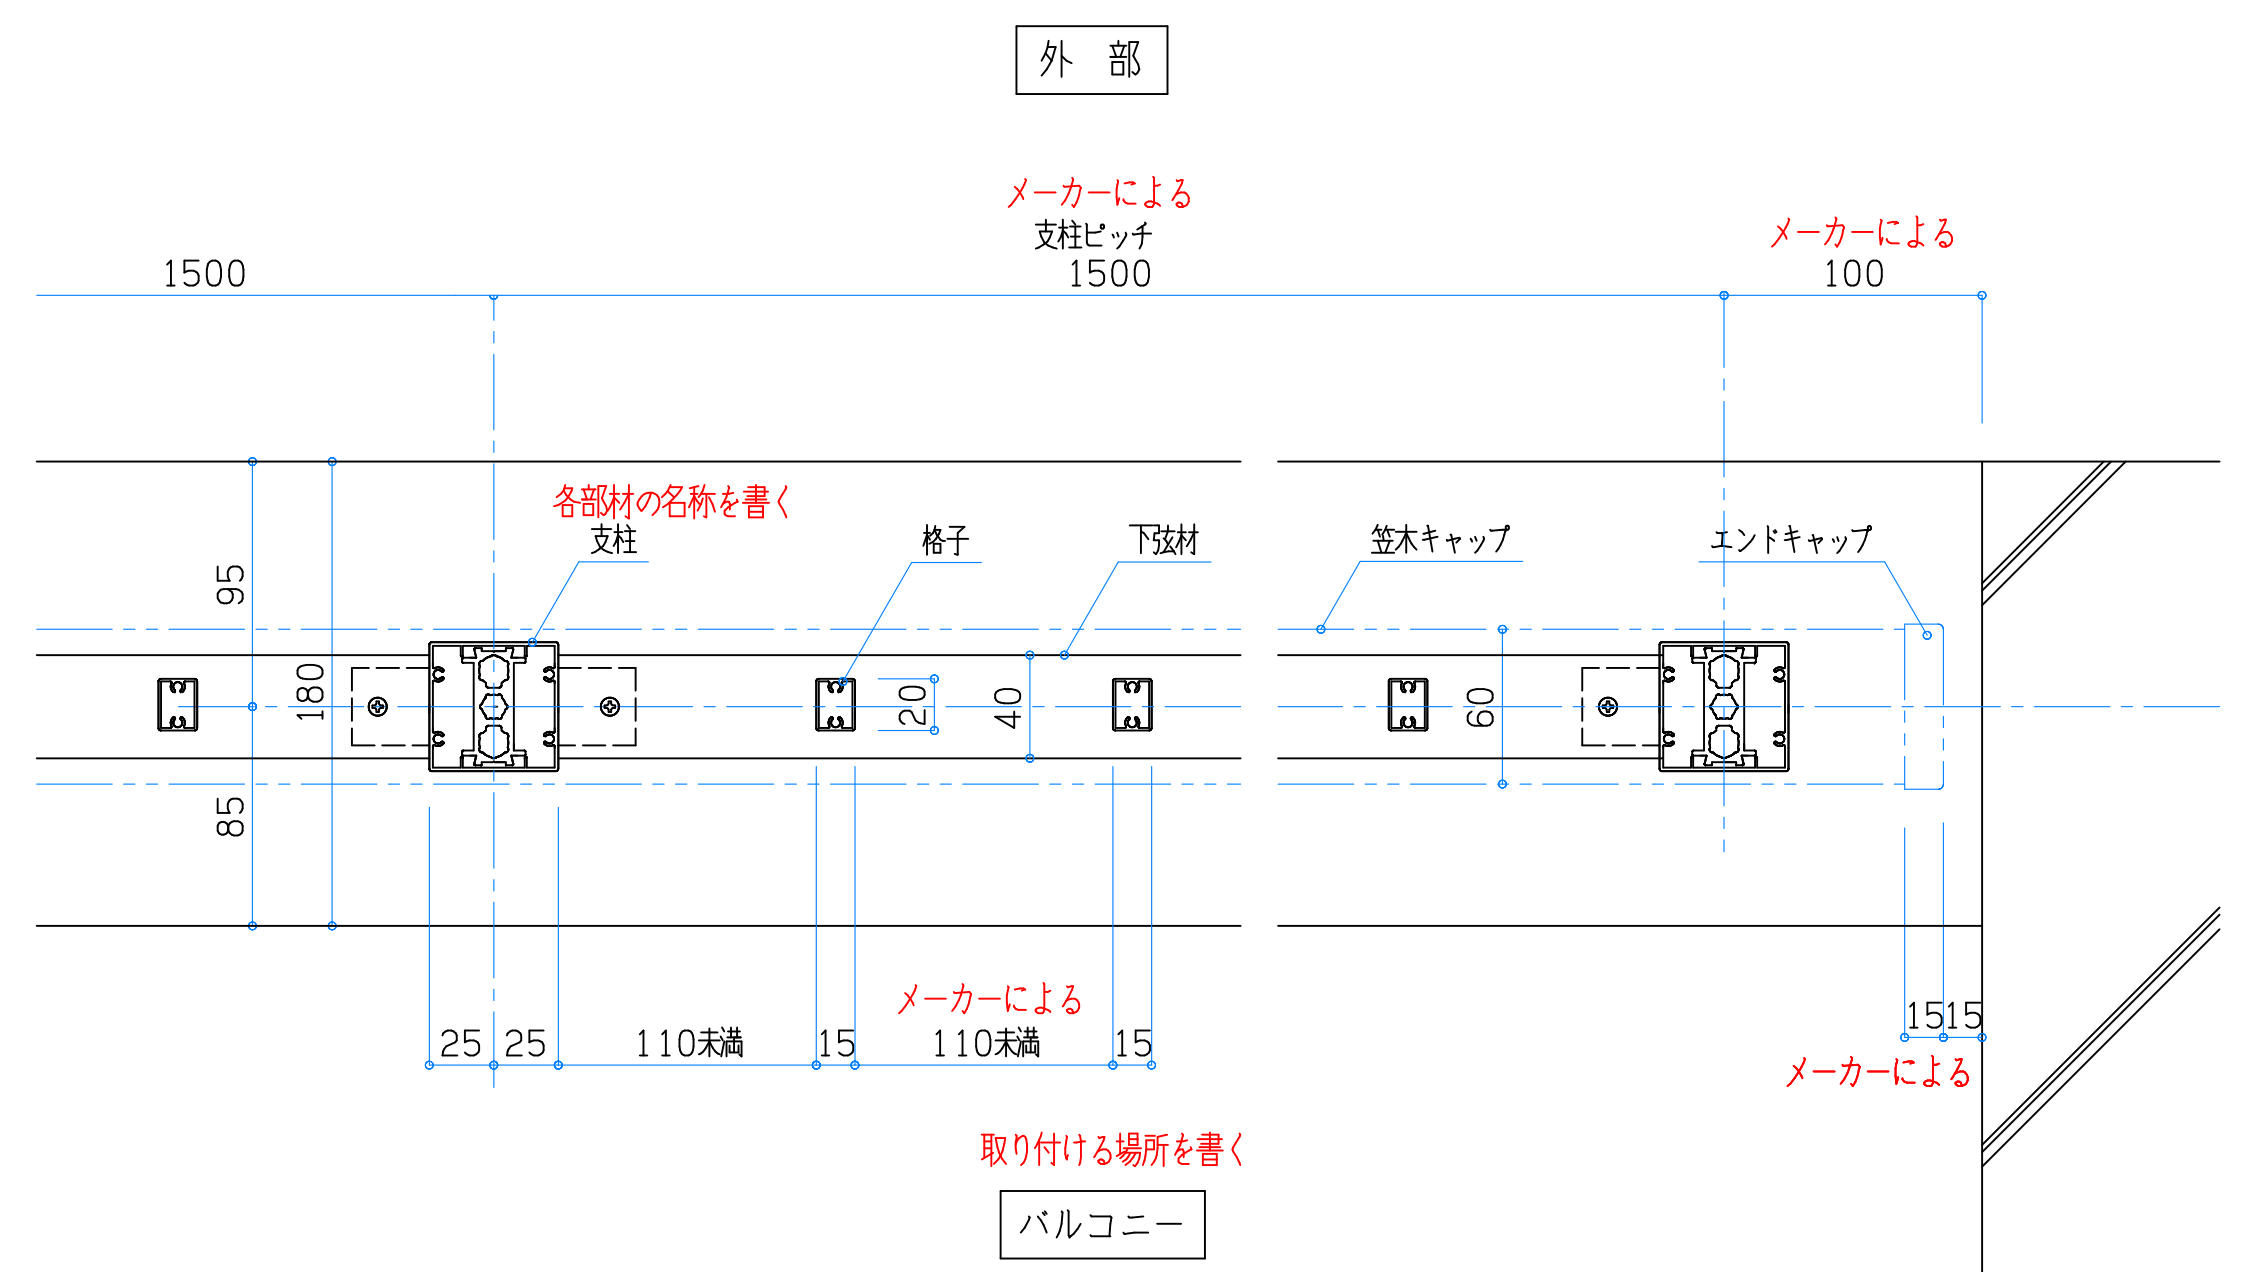 外　部
メーカーによる
支柱ピッチ
メーカーによる
1500
1500
100
各部材の名称を書く
支柱
格子
下弦材
笠木キャップ
エンドキャップ
95
180
85
20
40
60
メーカーによる
25
25
110未満
15
110未満
15
15
15
メーカーによる
取り付ける場所を書く
バルコニー